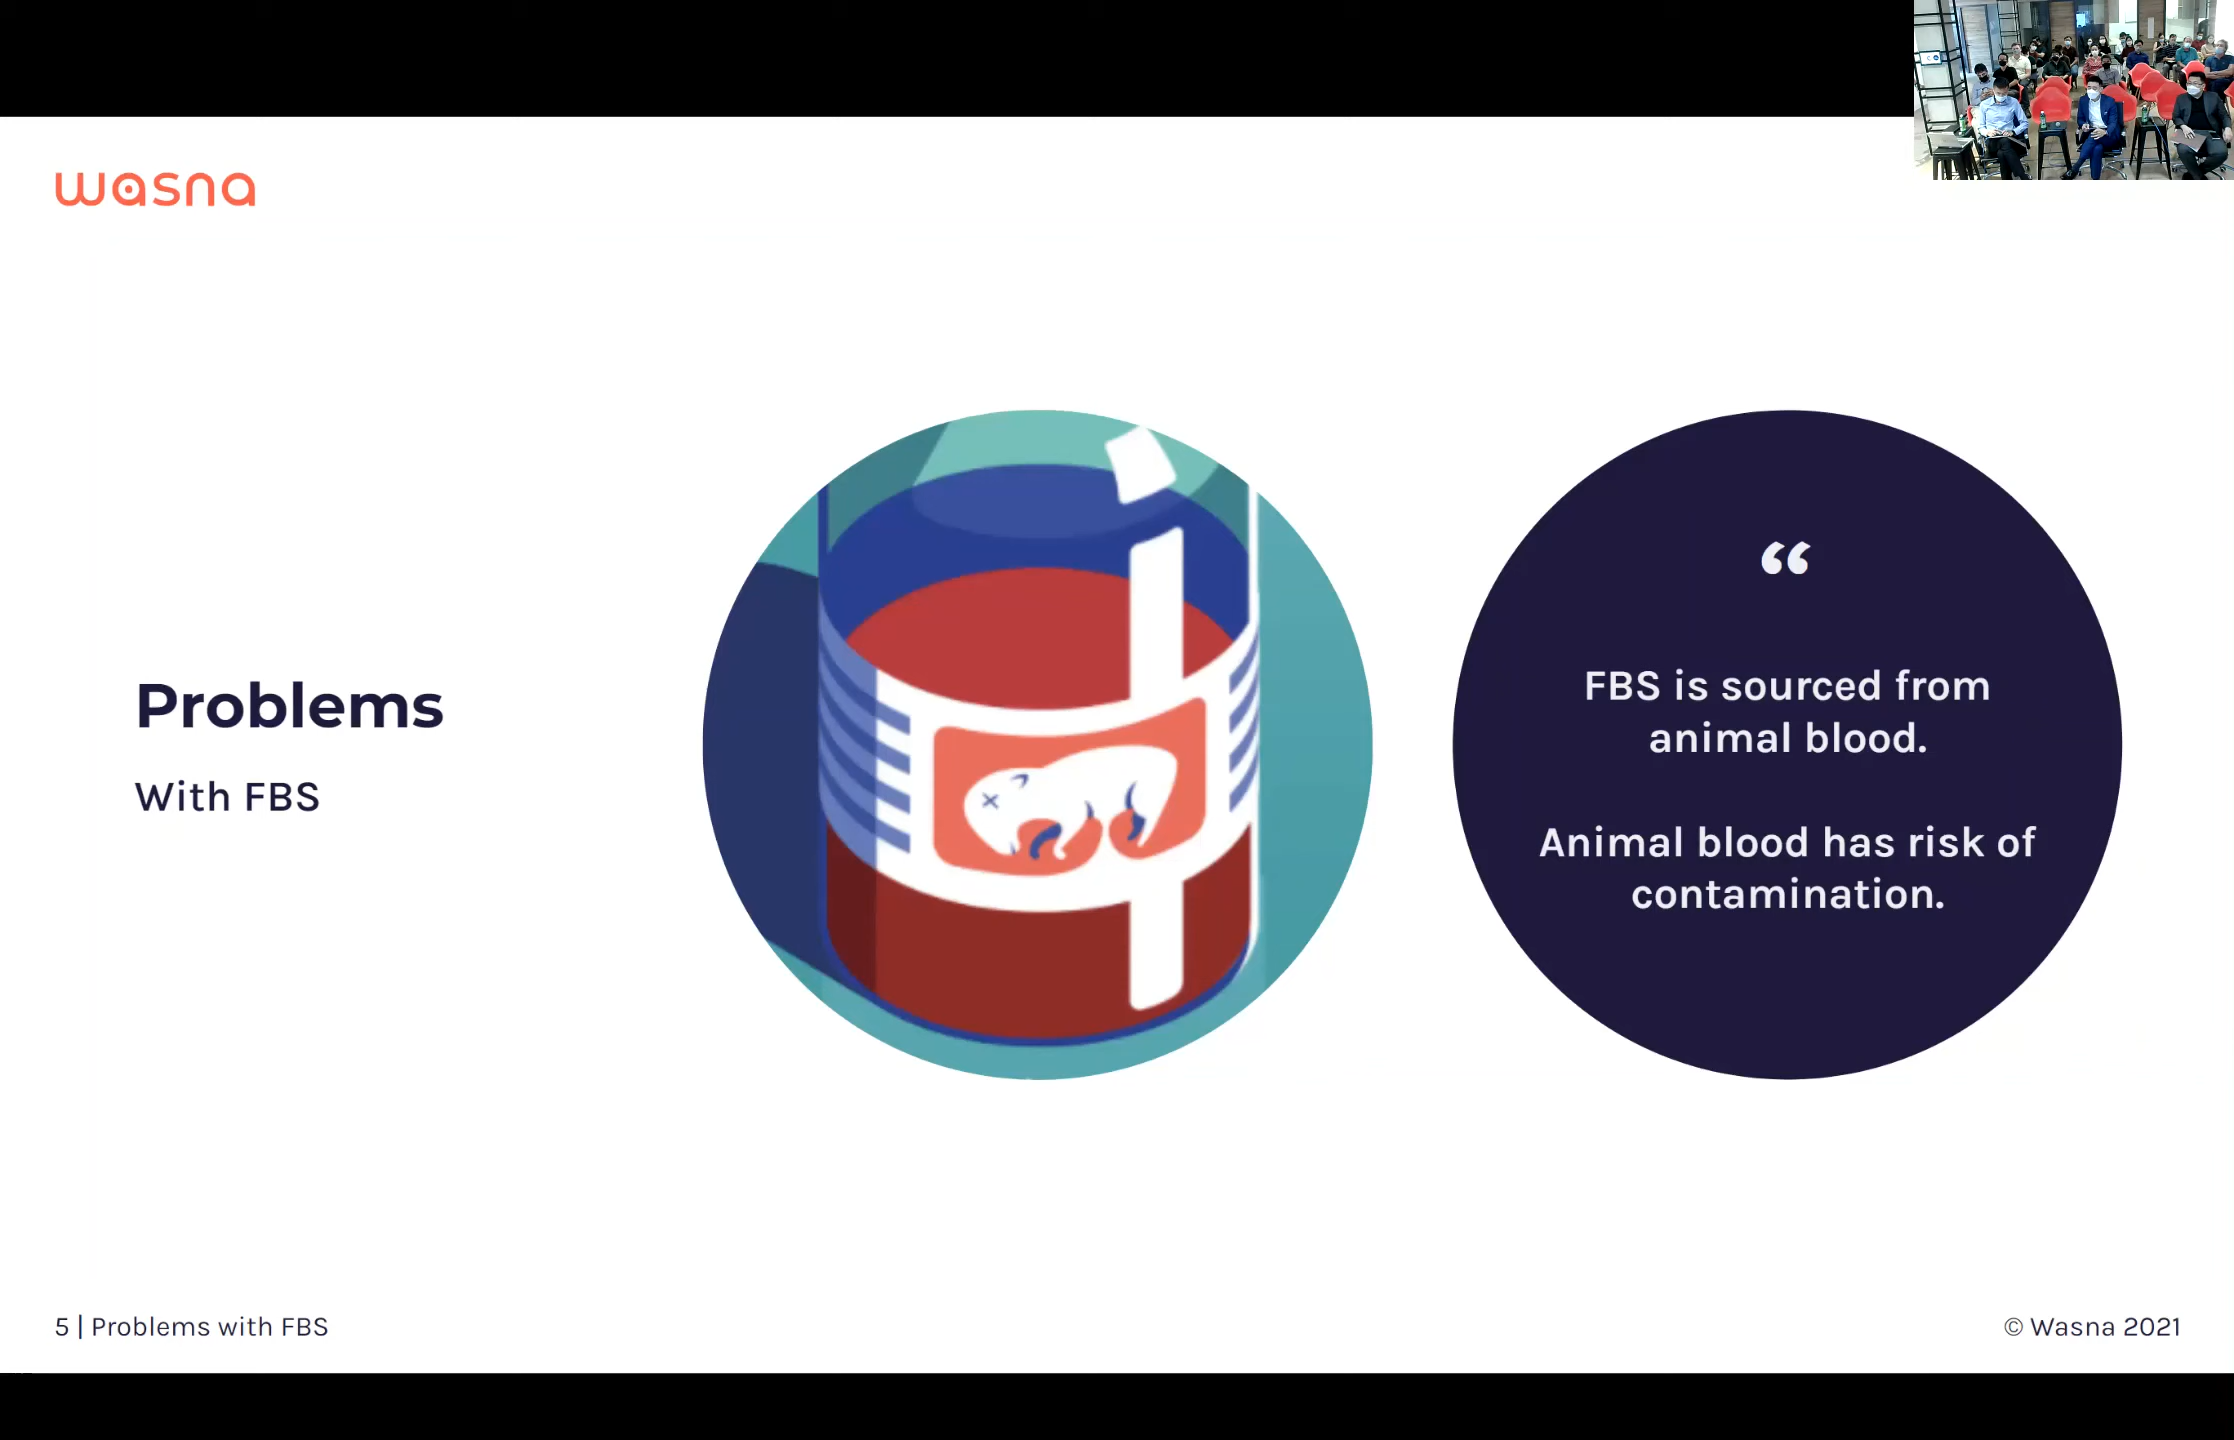 wasna
Problems
With FBS
“
FBS is sourced from
animal blood.
Animal blood has risk of
contamination.
5 | Problems with FBS
© Wasna 2021